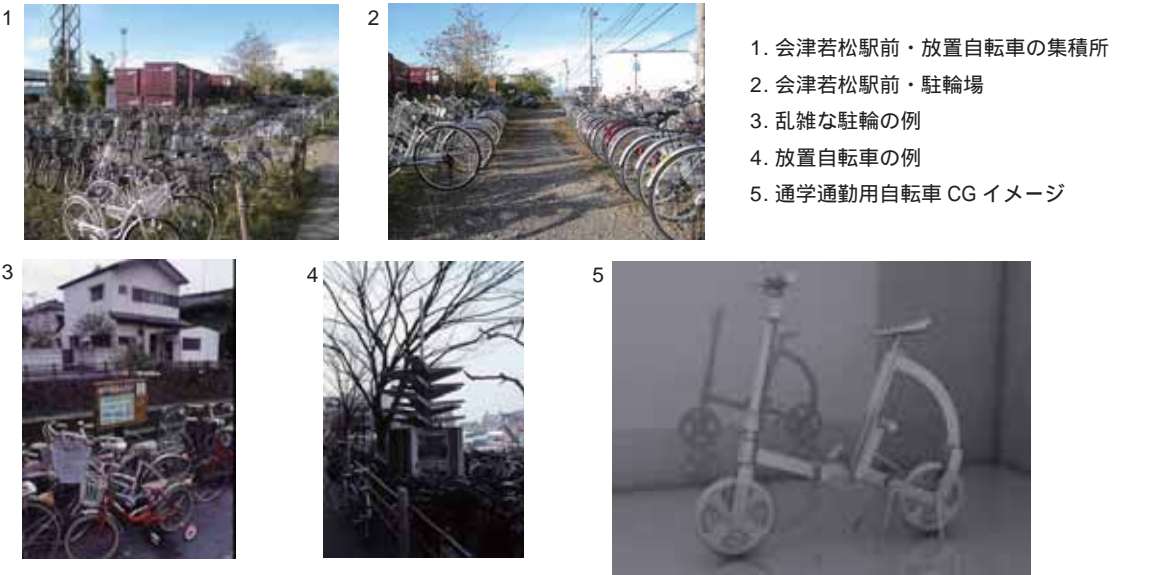 1
2
1. 会津若松駅前・放置自転車の集積所
2. 会津若松駅前・駐輪場
3. 乱雑な駐輪の例
4. 放置自転車の例
5. 通学通勤用自転車 CG イメージ
3
4
5